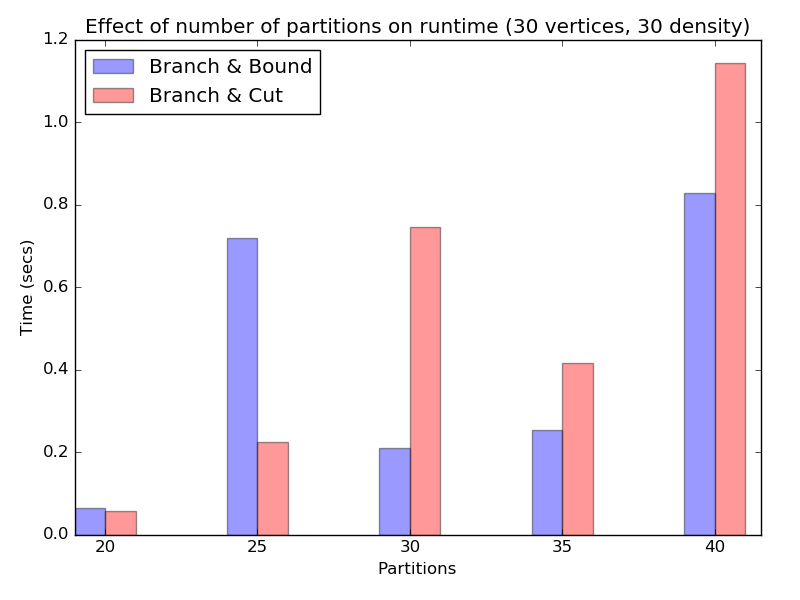 Effect of number of partitions on runtime (30 vertices, 30 density)
Branch & Bound
Branch & Cut
Time (secs)
1.2
1.0
0.8
0.6
0.4
0.2
0.0
20 25 30 35 40
Partitions